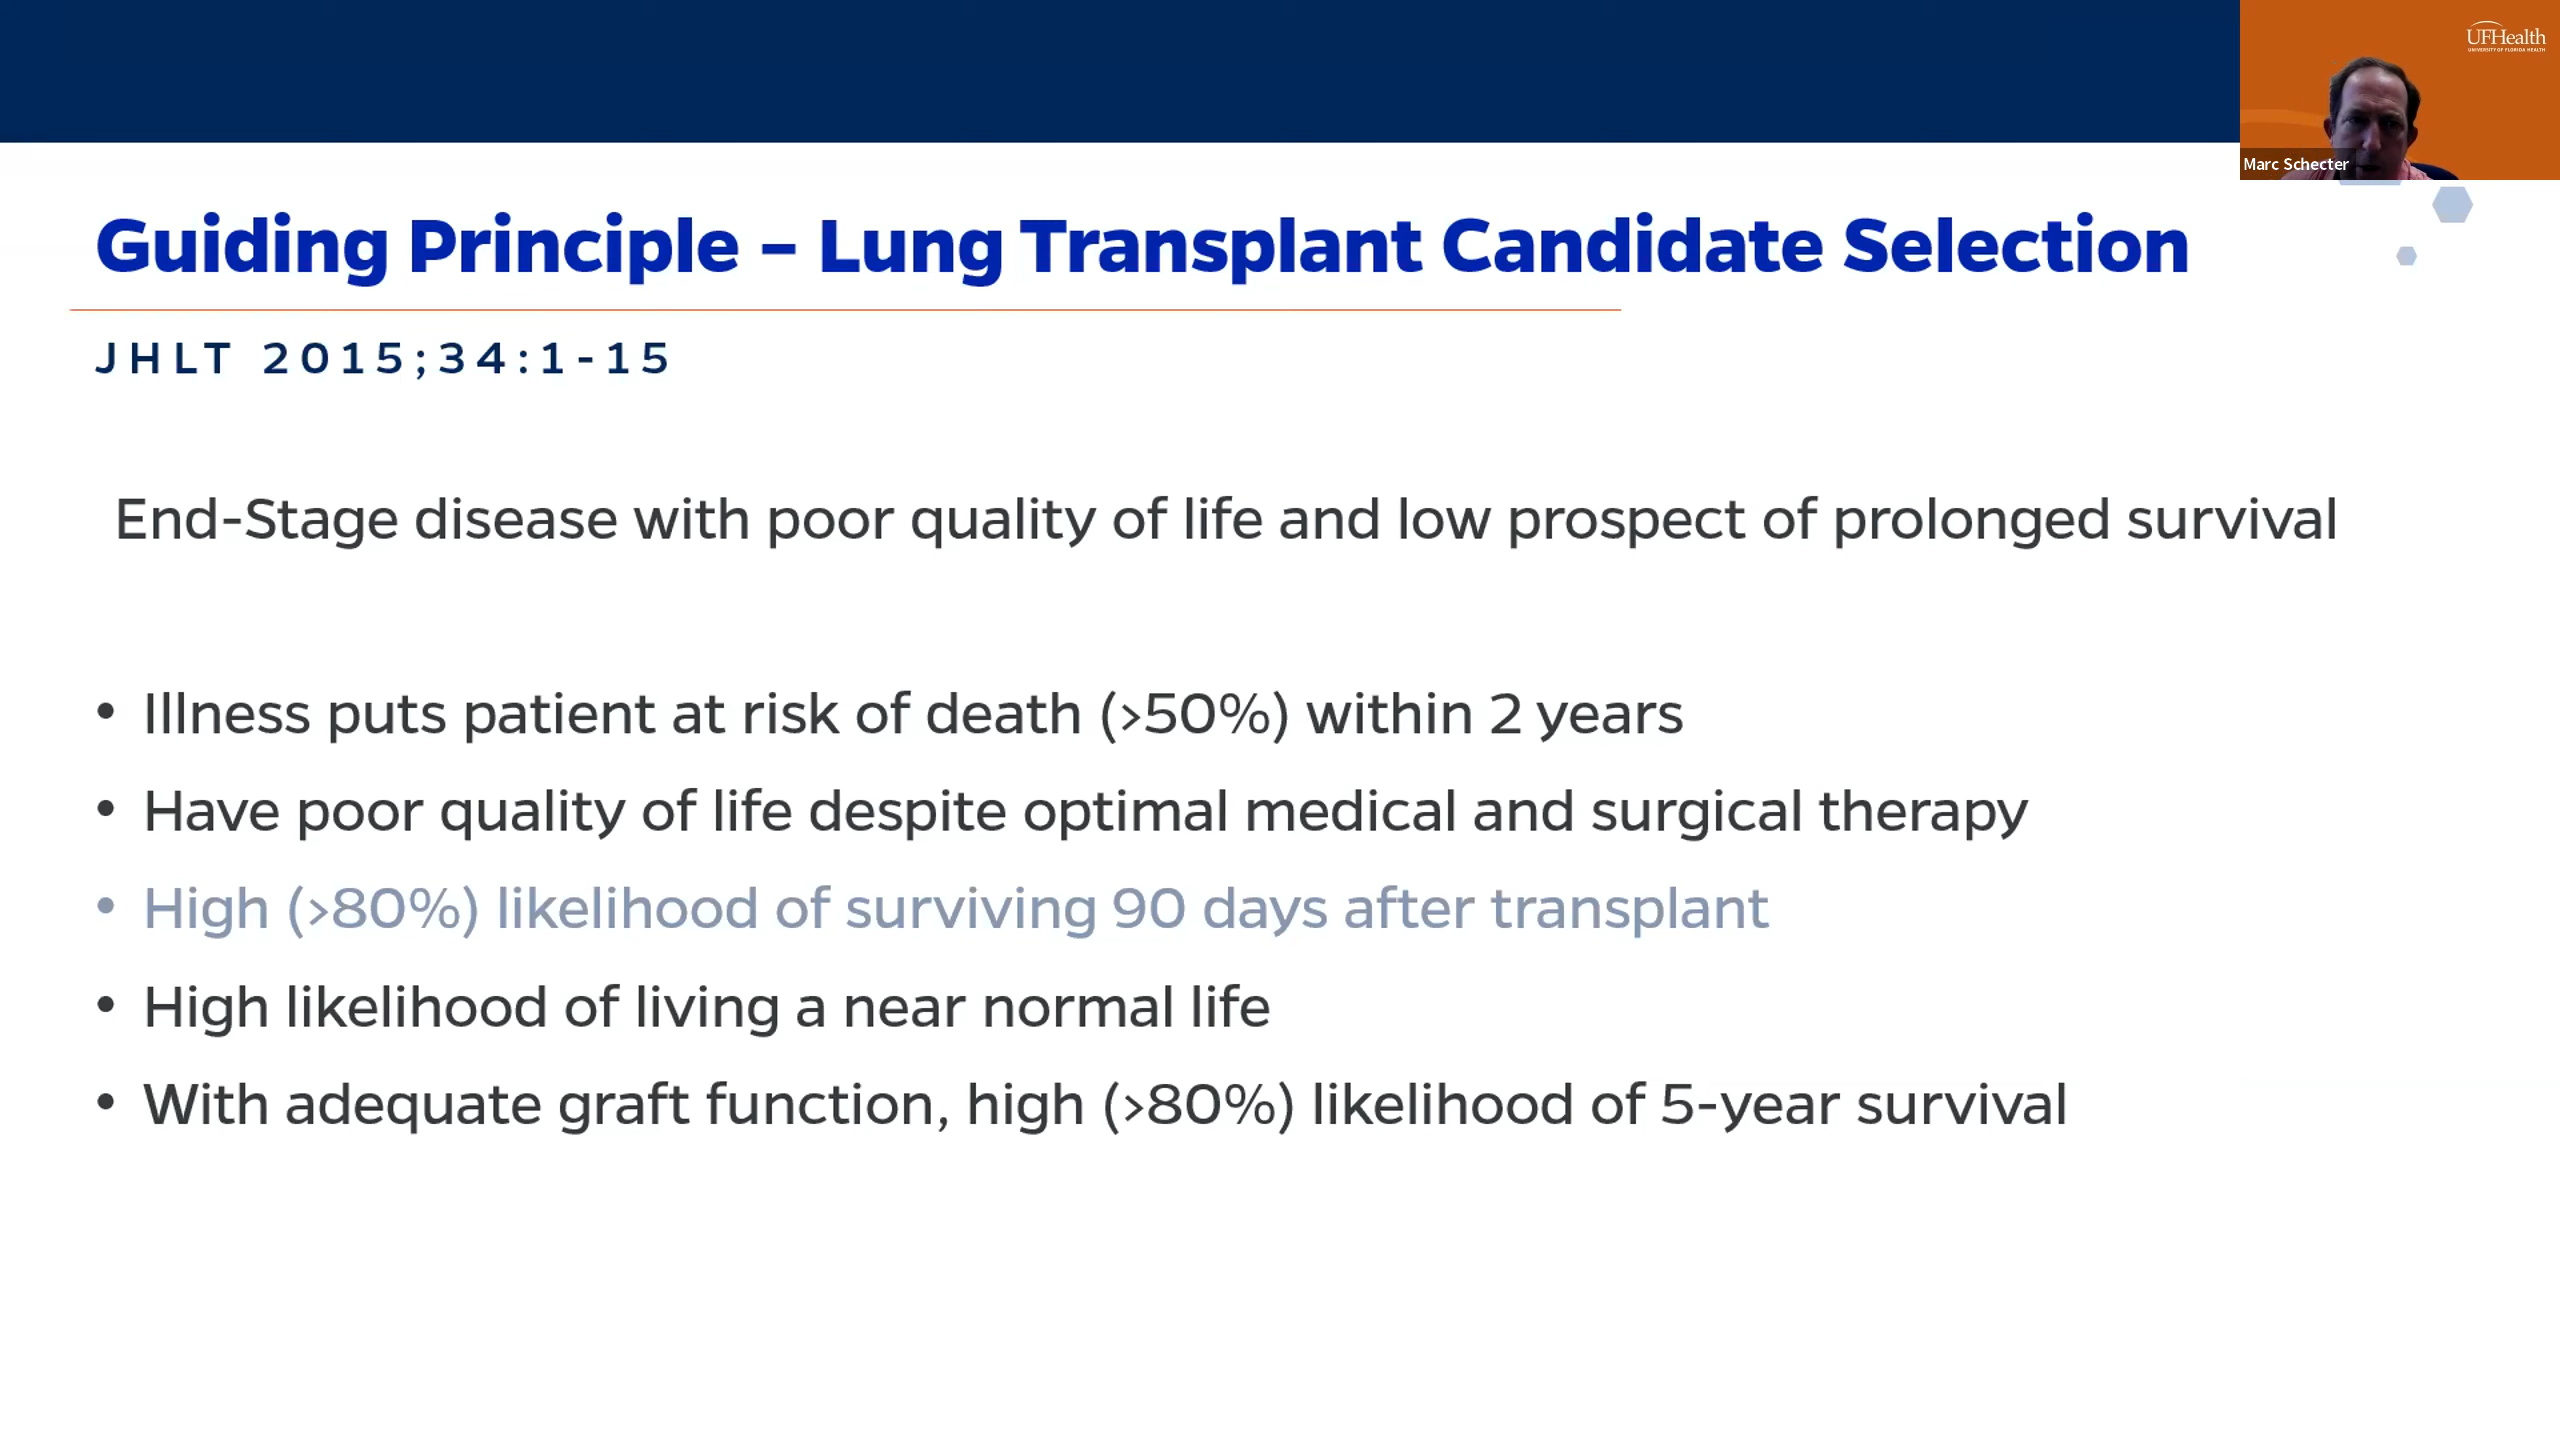 UFHealth
UNIVERSITY OF FLORIDA HEALTH
Marc Schecter
Guiding Principle – Lung Transplant Candidate Selection
JHLT 2015;34:1-15
End-Stage disease with poor quality of life and low prospect of prolonged survival
• Illness puts patient at risk of death (>50%) within 2 years
• Have poor quality of life despite optimal medical and surgical therapy
• High (>80%) likelihood of surviving 90 days after transplant
• High likelihood of living a near normal life
• With adequate graft function, high (>80%) likelihood of 5-year survival